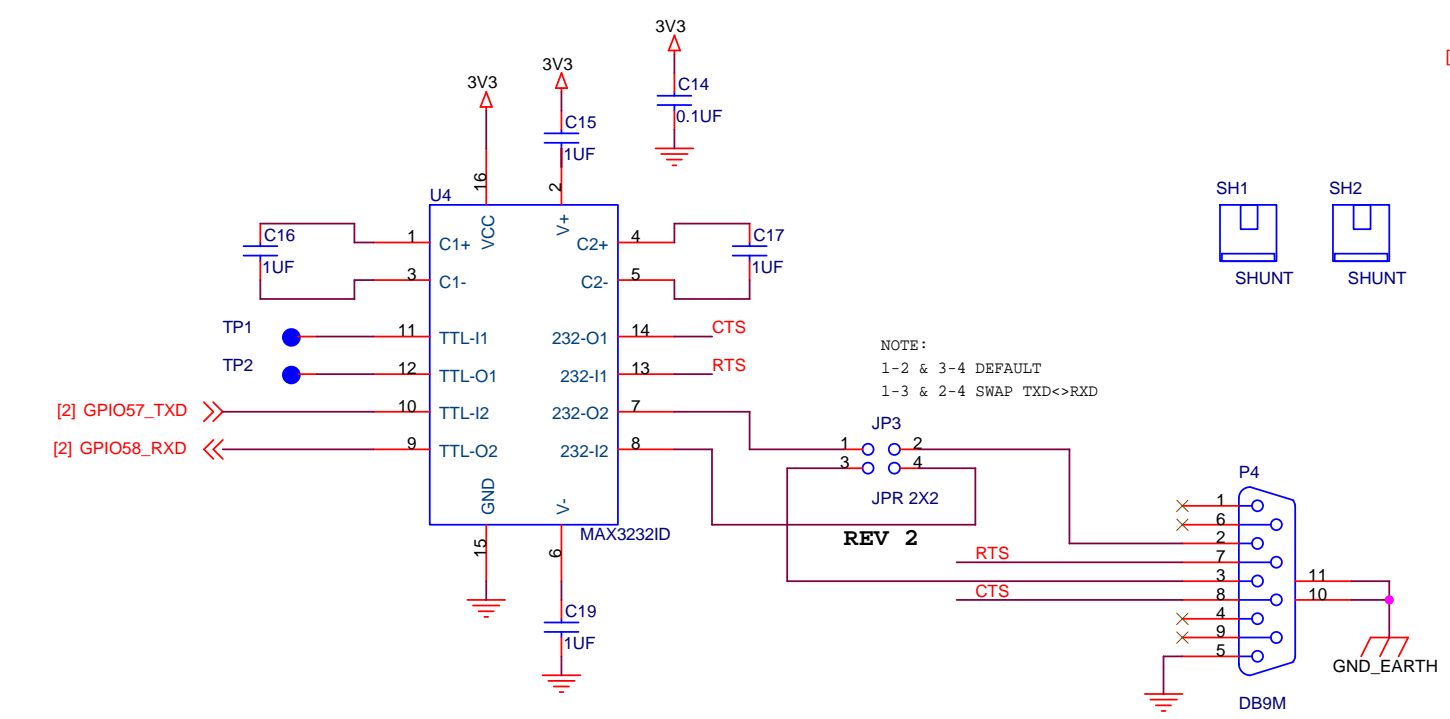 3V3
[
3V3
3V3
C14
0.1UF
C15
1UF
16
2
U4
SH1
SH2
VCC
V+
C16
1UF
1
C1+
C2+
4
C17
1UF
3
C1-
C2-
5
SHUNT
SHUNT
TP1
11
TTL-I1
232-O1
14
CTS
TP2
12
TTL-O1
232-I1
13
RTS
NOTE:
1-2 & 3-4 DEFAULT
1-3 & 2-4 SWAP TXD<>RXD
[2] GPIO57_TXD
10
TTL-I2
232-O2
7
JP3
[2] GPIO58_RXD
9
TTL-O2
232-I2
8
1
2
3
4
JPR 2X2
GND
V-
MAX3232ID
REV 2
15
6
P4
1
6
2
RTS
7
3
11
CTS
8
10
4
9
5
C19
1UF
GND_EARTH
DB9M